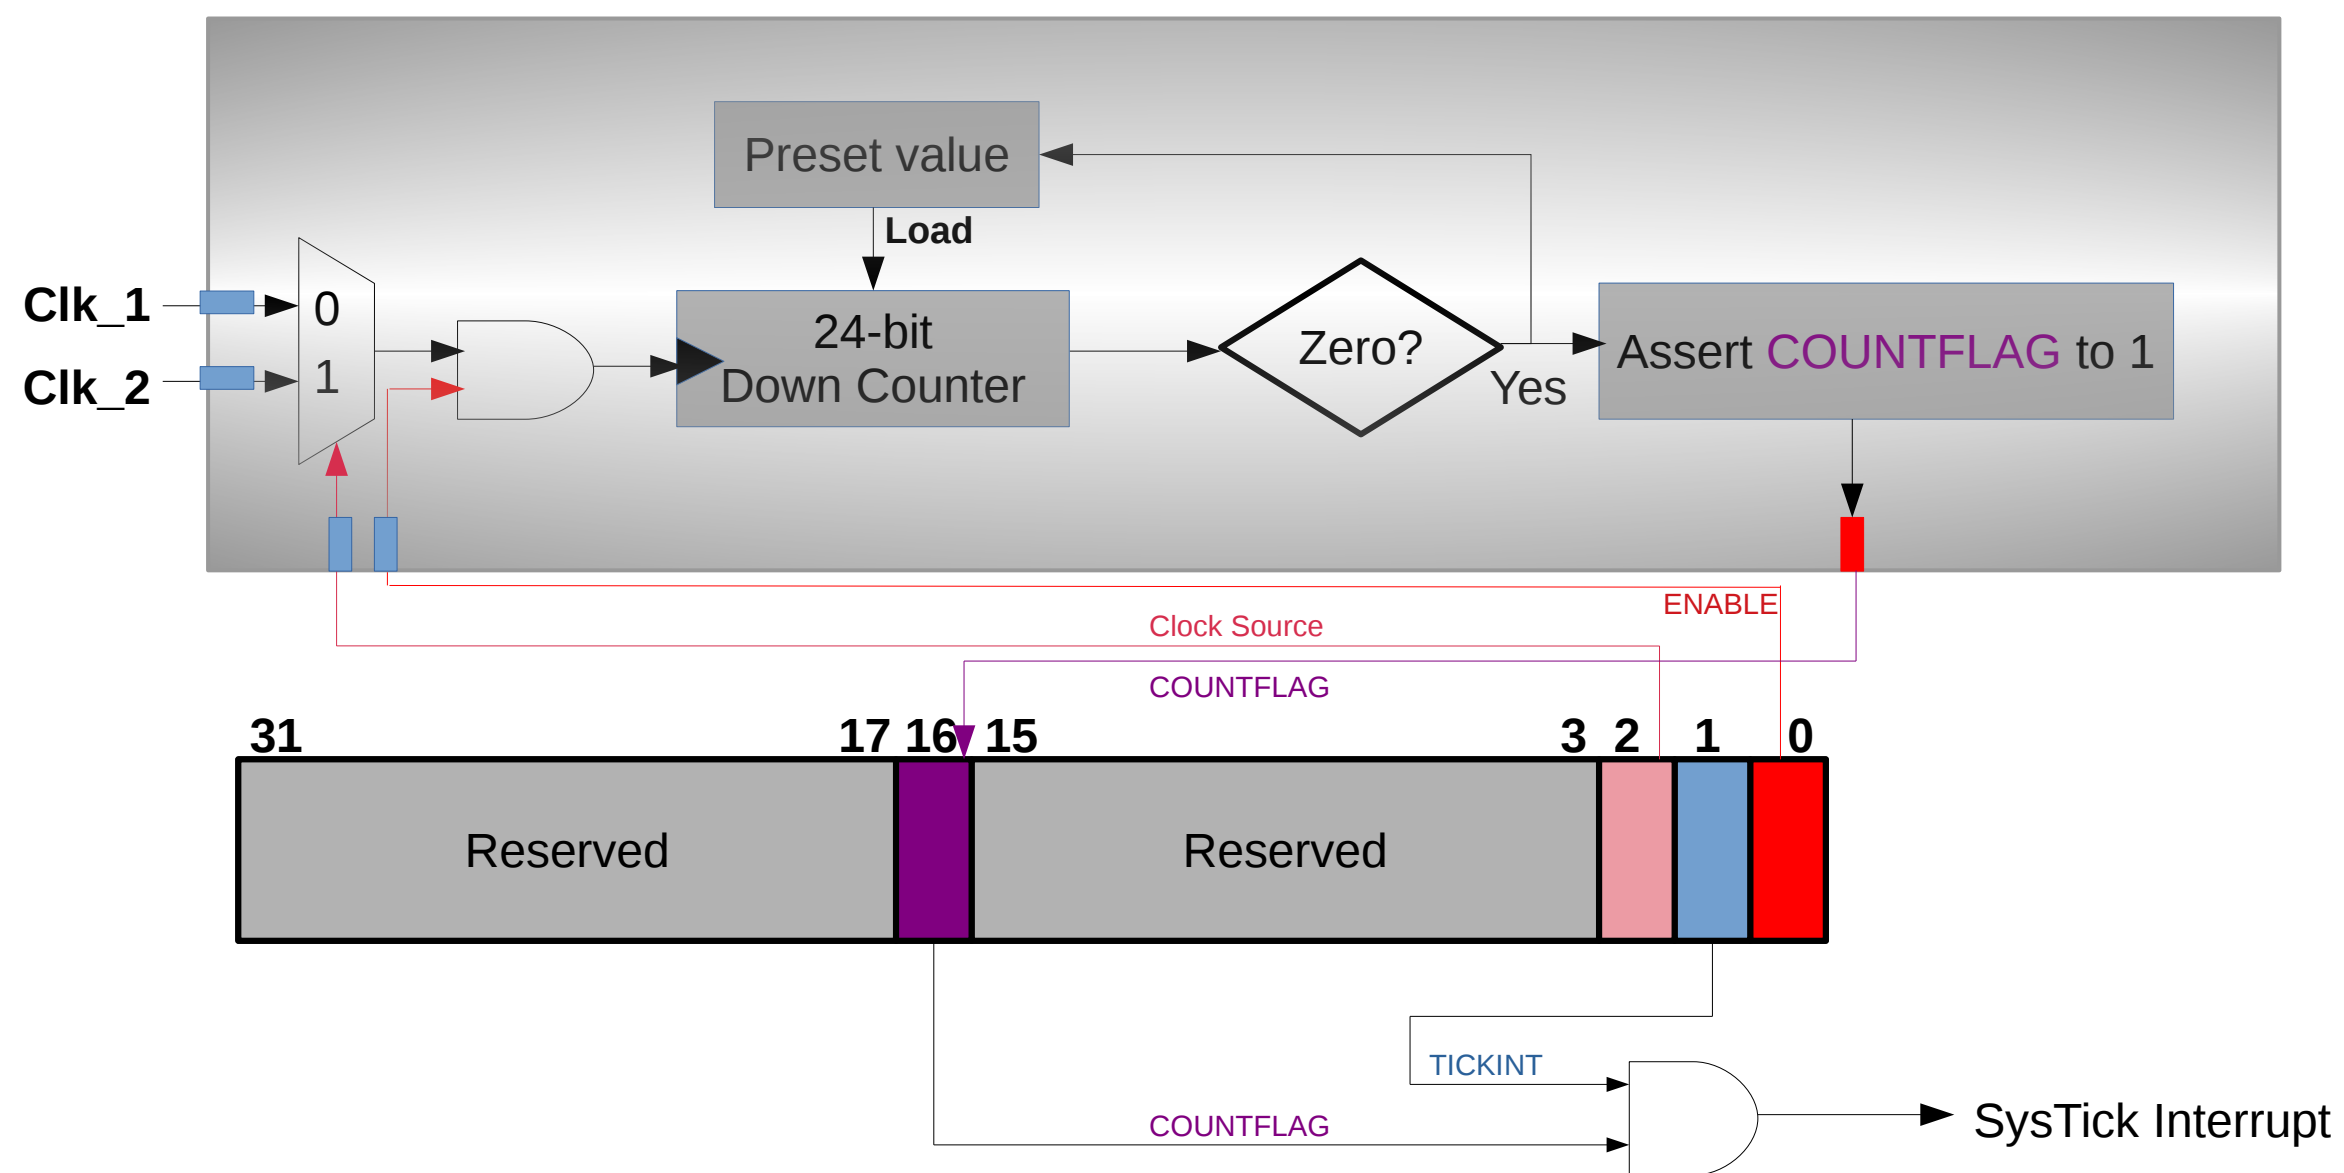 Preset value
Load
Clk_1
Clk_2
0
1
24-bit
Down Counter
Zero?
Yes
Assert COUNTFLAG to 1
ENABLE
Clock Source
COUNTFLAG
31 17 16 15 3 2 1 0
Reserved Reserved
TICKINT
COUNTFLAG
SysTick Interrupt